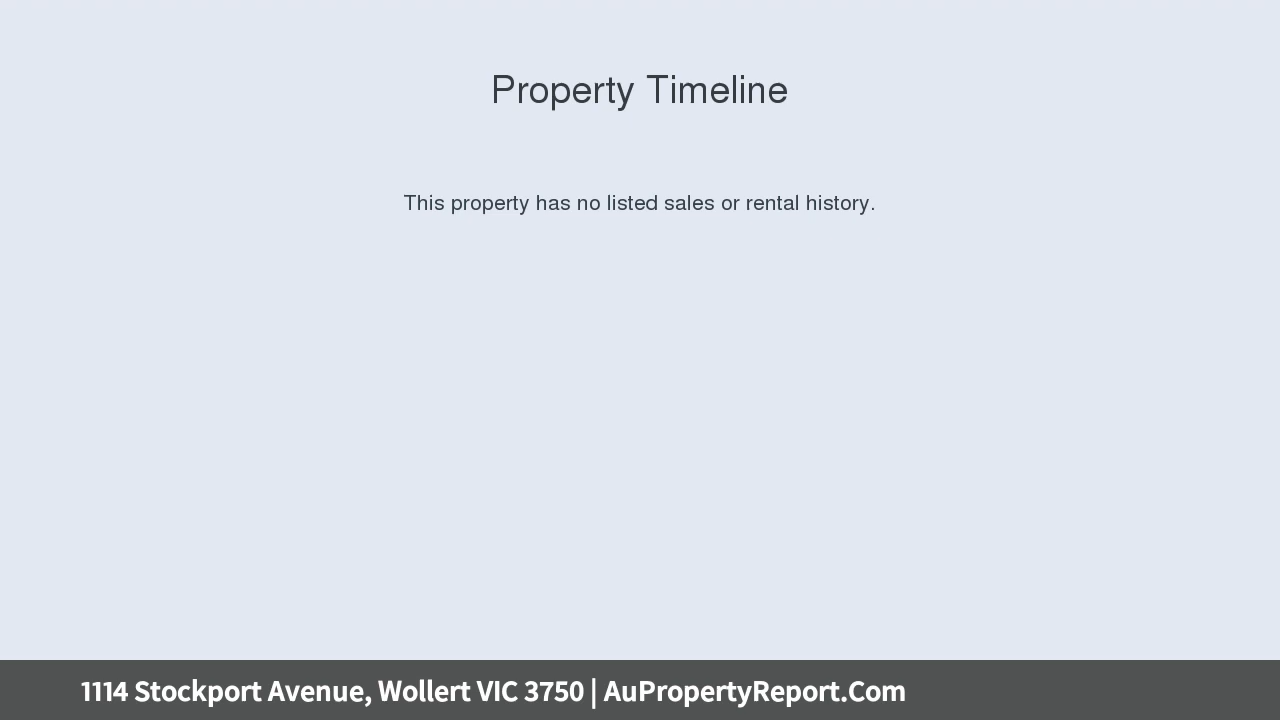 Property Timeline
This property has no listed sales or rental history.
1114 Stockport Avenue, Wollert VIC 3750 | AuPropertyReport.Com